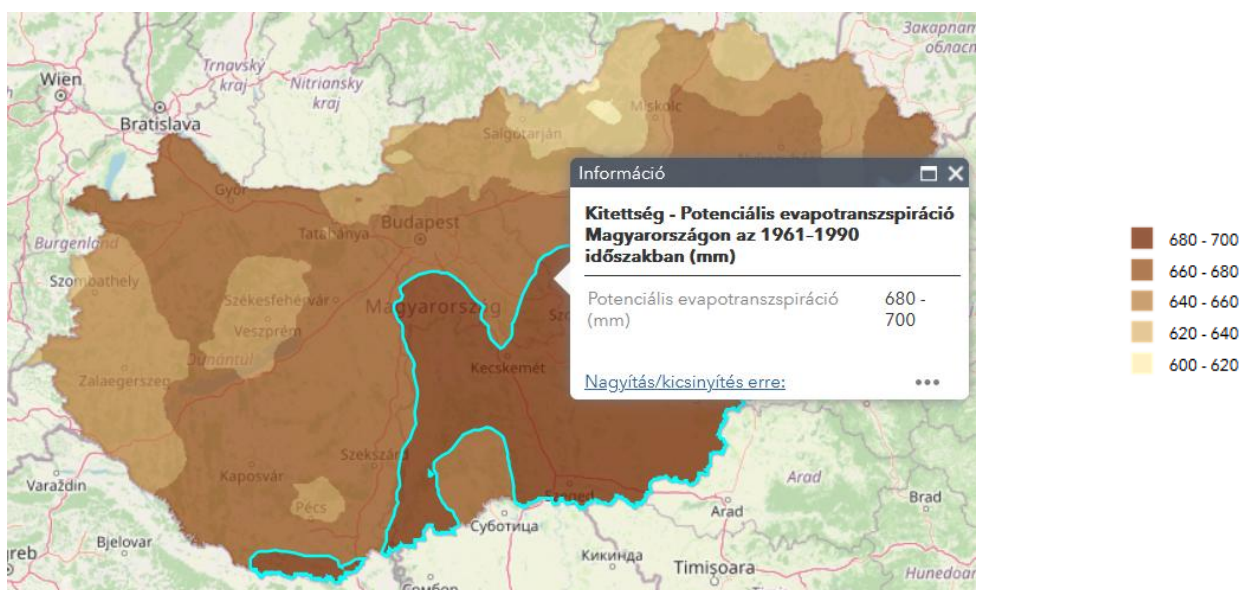 Закарпат
област
Trnavský
kraj
Nitriansky
kraj
Wien
Bratislava
Miskolc
Salgótarján
Győr
Információ
Kitettség - Potenciális evapotranszspiráció
Magyarországon az 1961-1990
időszakban (mm)
Potenciális evapotranszspiráció
(mm)
680 -
700
Nagyítás/kicsinyítés erre:
Budapest
Tatabánya
Burgenland
Szombathely
Székesfehérvár
Magyarország
Veszprém
Dunántúl
Kecskemét
Zalaegerszeg
Szekszárd
Kaposvár
Varaždin
Pécs
Szeged
Arad
Arad
Brad
Суботица
Bjelovar
Кикинда
Timișoara
Hunedoar
680 - 700
660 - 680
640 - 660
620 - 640
600 - 620